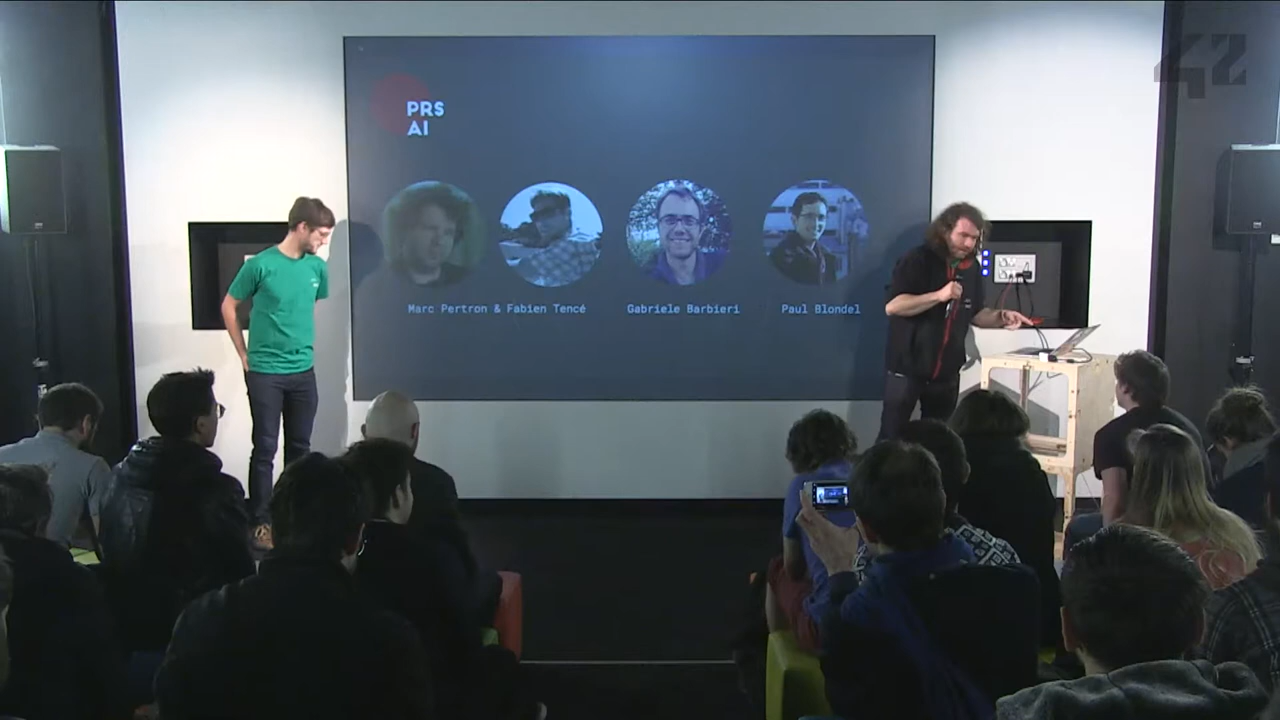 42
PRS
AI
Marc Pertron & Fabien Tencé
Gabriele Barbieri
Paul Blondel